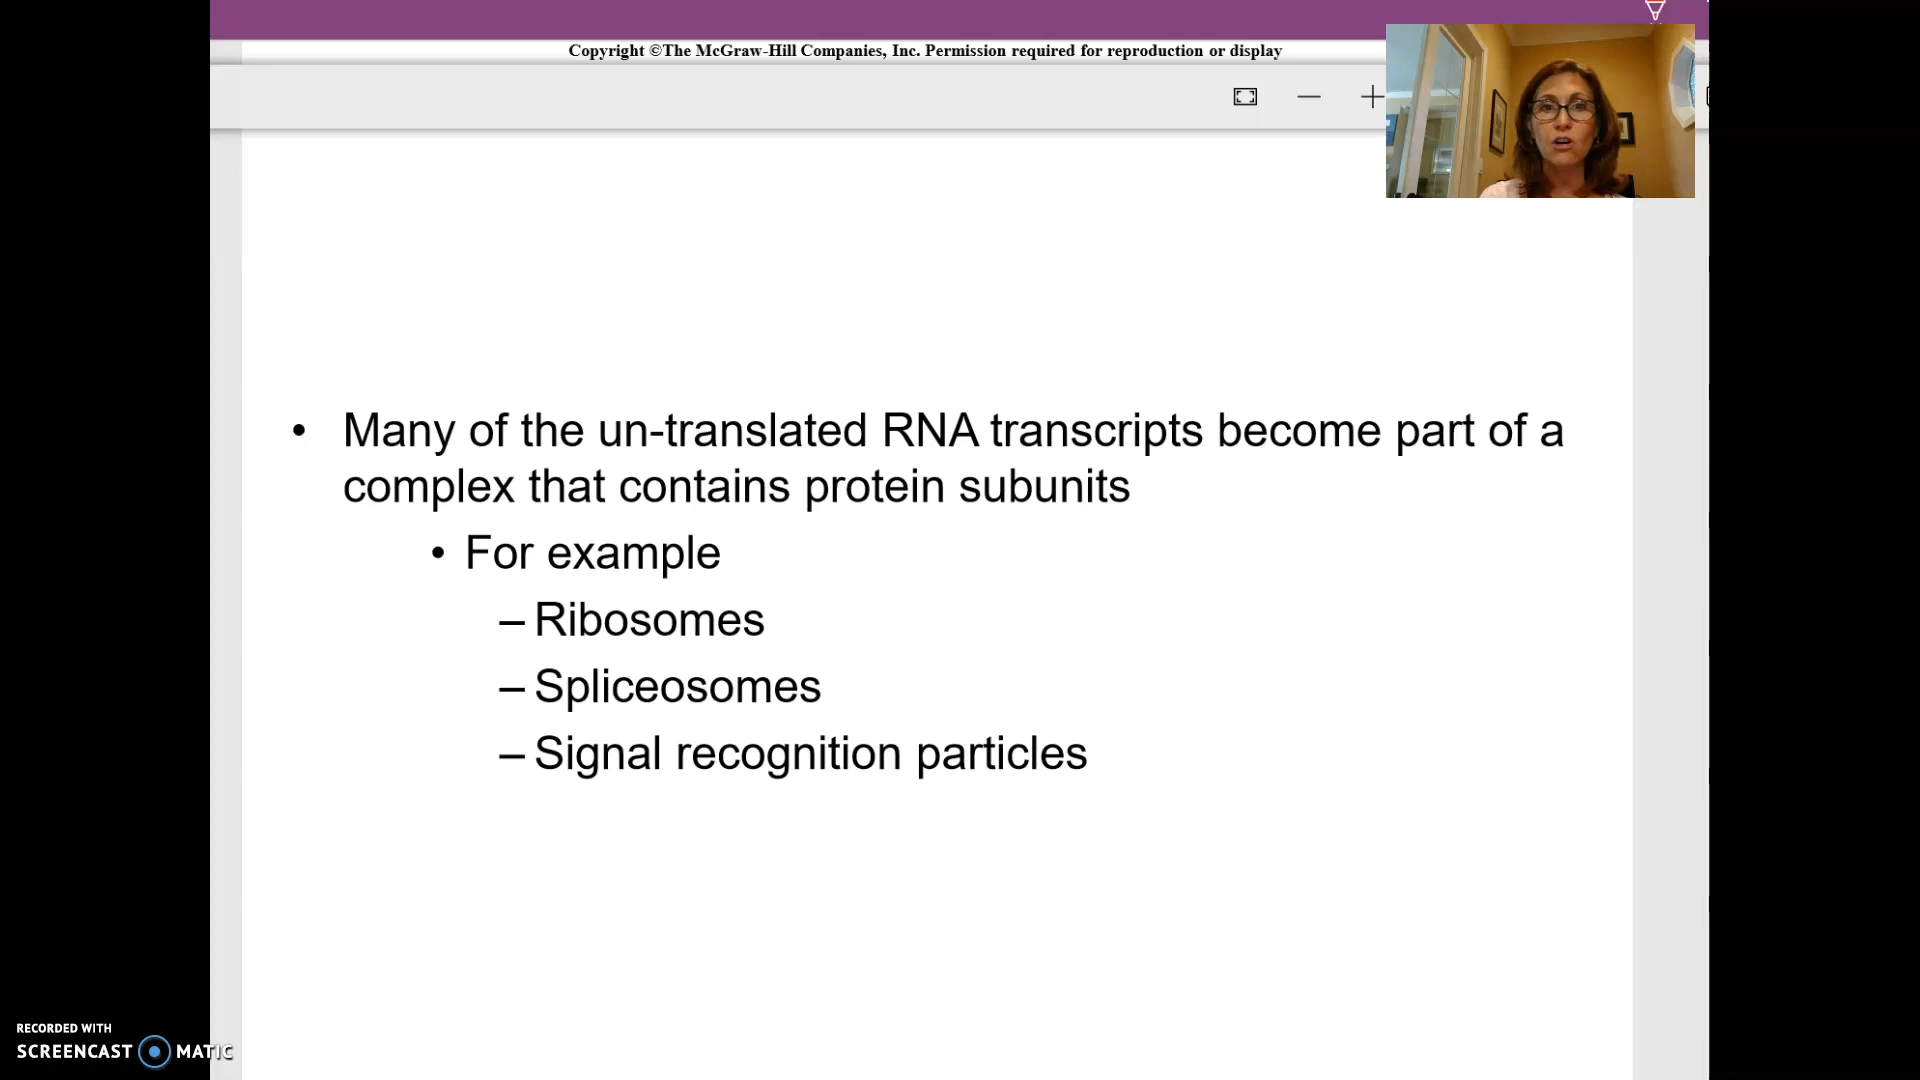 Copyright ©The McGraw-Hill Companies, Inc. Permission required for reproduction or display
• Many of the un-translated RNA transcripts become part of a
complex that contains protein subunits
• For example
– Ribosomes
– Spliceosomes
– Signal recognition particles
RECORDED WITH
SCREENCAST MATIC